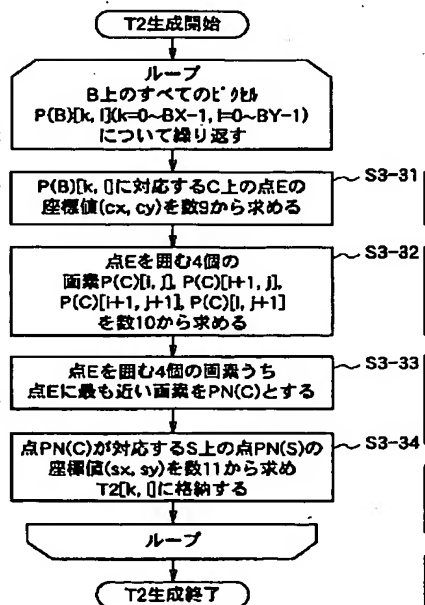 T2生成開始
ループ
B上のすべてのピクセル
P(B)[k, l](k=0~BX-1, l=0~BY-1)
について繰り返す
P(B)[k, l]に対応するC上の点Eの
座標値(cx, cy)を数9から求める
S3-31
点Eを囲む4個の
画素P(C)[i, j], P(C)[i+1, j],
P(C)[i+1, j+1], P(C)[i, j+1]
を数10から求める
S3-32
点Eを囲む4個の画素うち
点Eに最も近い画素をPN(C)とする
S3-33
点PN(C)が対応するS上の点PN(S)の
座標値(sx, sy)を数11から求め
T2[k, l]に格納する
S3-34
ループ
T2生成終了